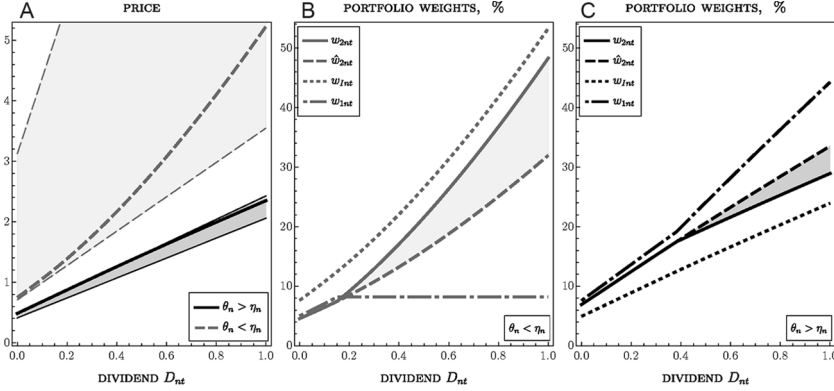 A
PRICE
5
4
3
2
1
0
0.0 0.2 0.4 0.6 0.8 1.0
θn > ηn
θn < ηn
DIVIDEND Dnt
B
PORTFOLIO WEIGHTS, %
w2nt
ŵ2nt
wInt
w1nt
50
40
30
20
10
0
0.0 0.2 0.4 0.6 0.8 1.0
θn < ηn
DIVIDEND Dnt
C
PORTFOLIO WEIGHTS, %
w2nt
ŵ2nt
wInt
w1nt
50
40
30
20
10
0
0.0 0.2 0.4 0.6 0.8 1.0
θn > ηn
DIVIDEND Dnt